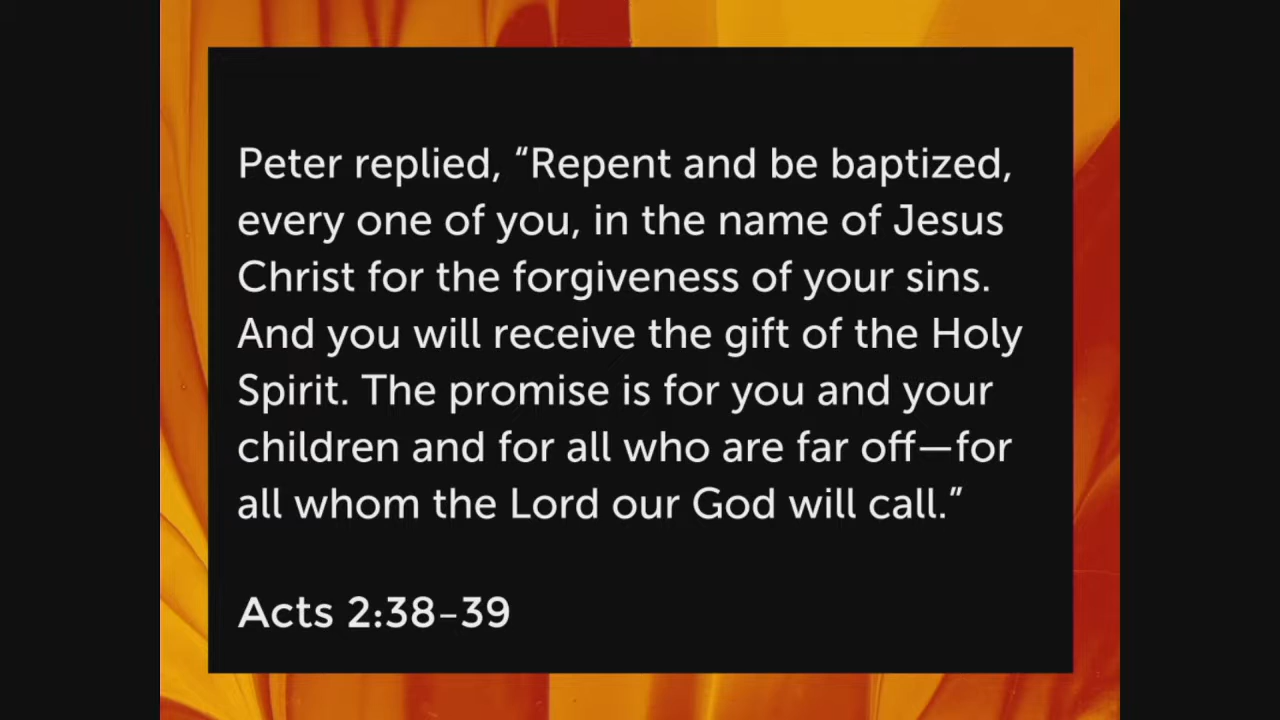 Peter replied, “Repent and be baptized,
every one of you, in the name of Jesus
Christ for the forgiveness of your sins.
And you will receive the gift of the Holy
Spirit. The promise is for you and your
children and for all who are far off—for
all whom the Lord our God will call.”
Acts 2:38–39